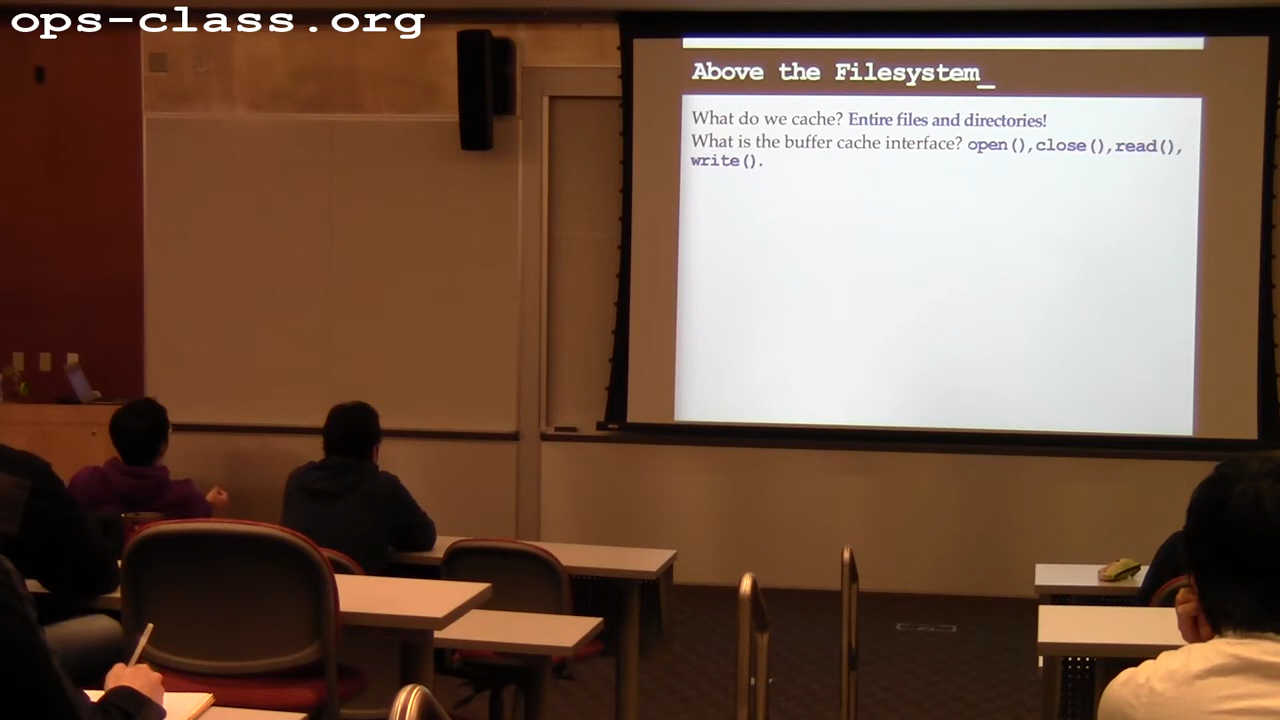 ops-class.org
Above the Filesystem_
What do we cache? Entire files and directories!
What is the buffer cache interface? open(), close(), read(),
write().